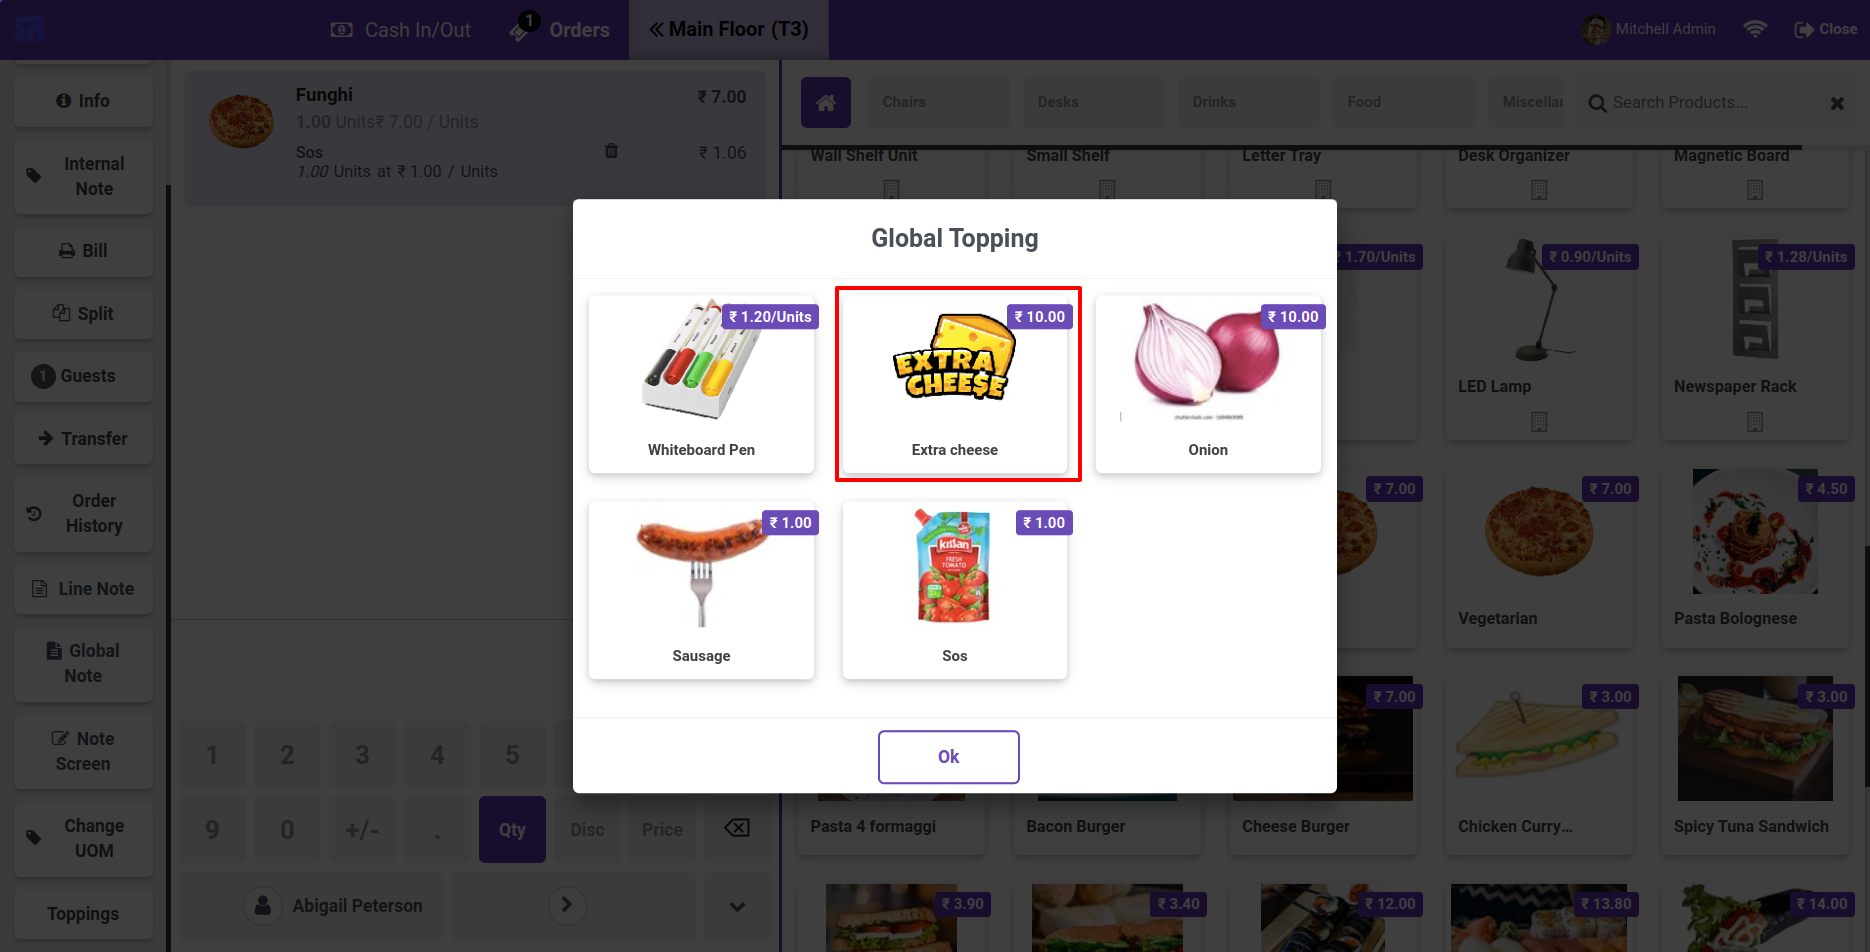 Cash In/Out
1
Orders
Main Floor (T3)
Mitchell Admin
Close
Info
Internal
Note
Bill
Split
1 Guests
Transfer
Order
History
Line Note
Global
Note
Note
Screen
Change
UOM
Toppings
Funghi
₹ 7.00
1.00 Units₹ 7.00 / Units
Sos
₹ 1.06
1.00 Units at ₹ 1.00 / Units
1 2 3 4 5
9 0 +/- . Qty Disc Price
Abigail Peterson
Chairs
Desks
Drinks
Food
Search Products...
Wall Shelf Unit
Small Shelf
Letter Tray
Desk Organizer
Magnetic Board
₹ 1.70/Units
₹ 0.90/Units
₹ 1.28/Units
LED Lamp
Newspaper Rack
₹ 7.00
₹ 7.00
₹ 4.50
Vegetarian
Pasta Bolognese
₹ 7.00
₹ 3.00
₹ 3.00
Pasta 4 formaggi
Bacon Burger
Cheese Burger
Chicken Curry...
Spicy Tuna Sandwich
₹ 3.90
₹ 3.40
₹ 12.00
₹ 13.80
₹ 14.00
Global Topping
₹ 1.20/Units
Whiteboard Pen
₹ 10.00
EXTRA
CHEE$E
Extra cheese
₹ 10.00
Onion
₹ 1.00
Sausage
₹ 1.00
Kissan
FRESH
TOMATO
Sos
Ok